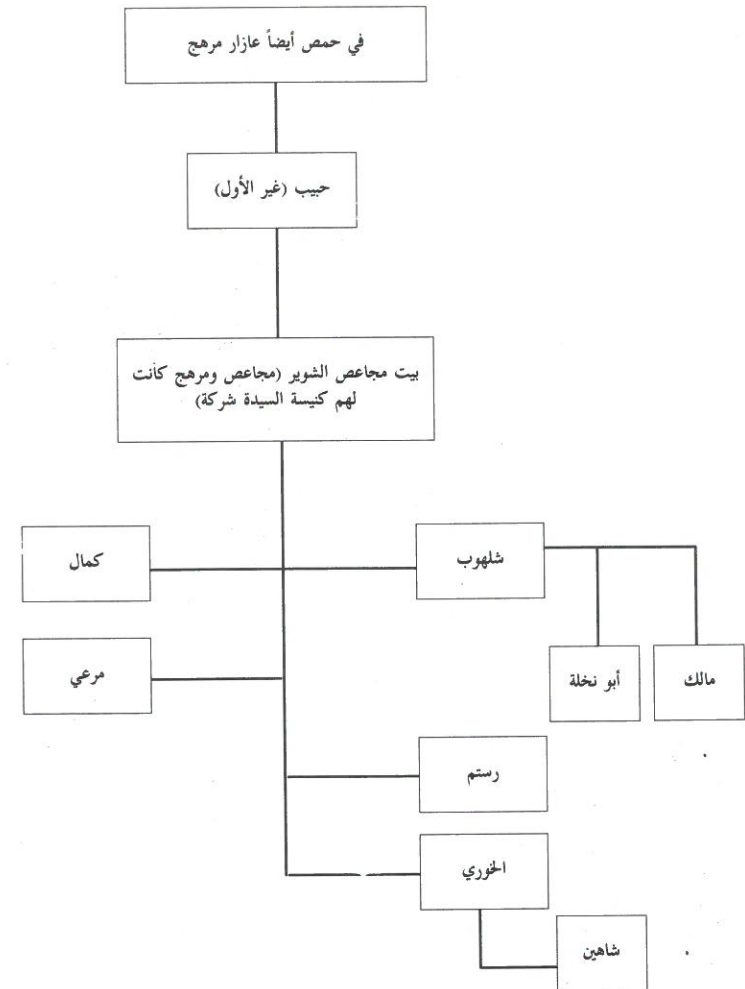 في حمص أيضاً عازار مرهج
حبيب (غير الأول)
بيت مجاعص الشوير (مجاعص ومرهج كانت
لهم كنيسة السيدة شركة)
شلهوب
كمال
أبو نخلة
مالك
مرعي
رستم
الخوري
شاهين